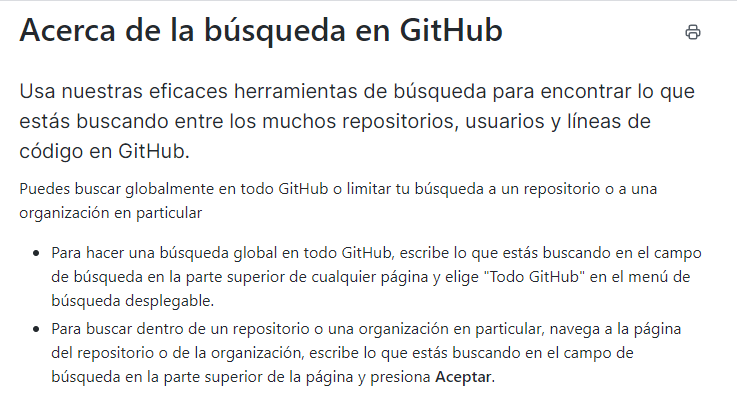 Acerca de la búsqueda en GitHub
Usa nuestras eficaces herramientas de búsqueda para encontrar lo que
estás buscando entre los muchos repositorios, usuarios y líneas de
código en GitHub.
Puedes buscar globalmente en todo GitHub o limitar tu búsqueda a un repositorio o a una
organización en particular
• Para hacer una búsqueda global en todo GitHub, escribe lo que estás buscando en el campo
de búsqueda en la parte superior de cualquier página y elige "Todo GitHub" en el menú de
búsqueda desplegable.
• Para buscar dentro de un repositorio o una organización en particular, navega a la página
del repositorio o de la organización, escribe lo que estás buscando en el campo de
búsqueda en la parte superior de la página y presiona Aceptar.